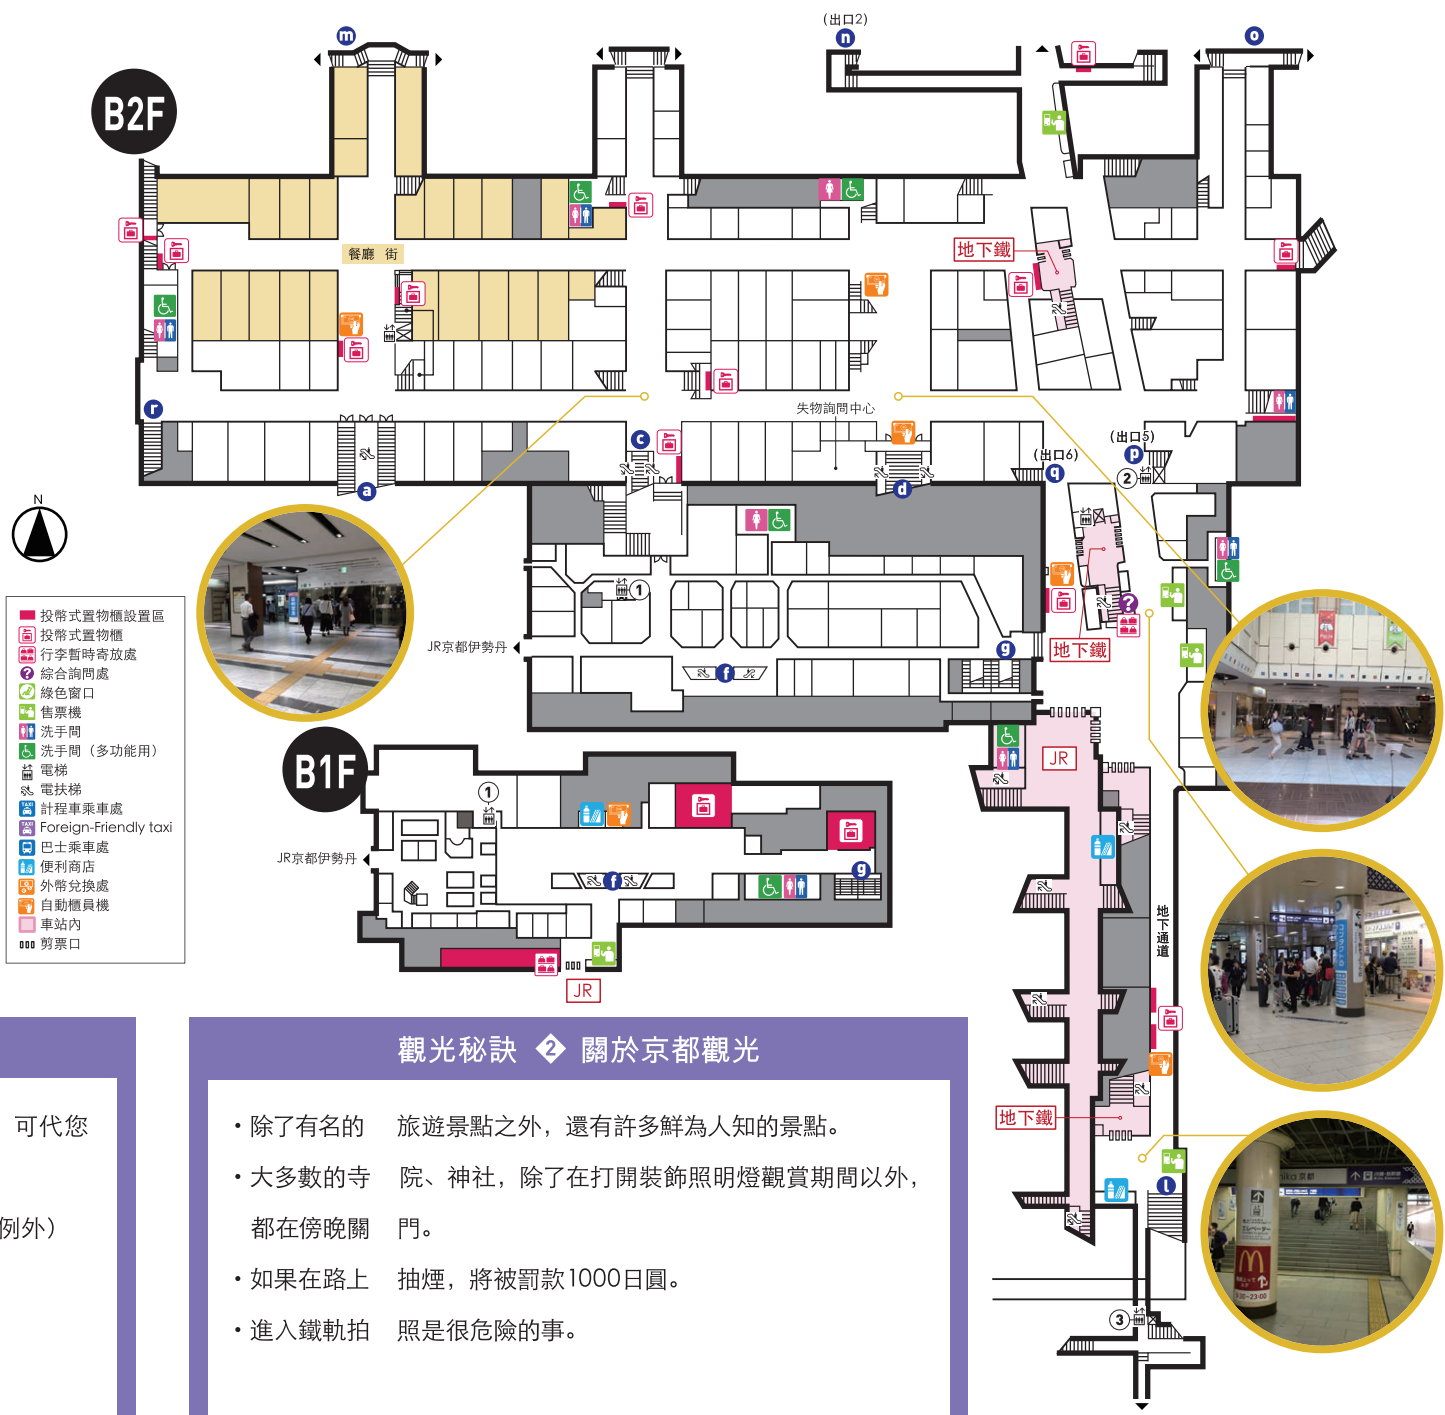 (出口2)
m
n
o
B2F
地下鐵
餐廳 街
r
失物詢問中心
c
(出口6)
(出口5)
q
p
2
a
d
N
1
地下鐵
JR京都伊勢丹
f
g
投幣式置物櫃設置區
投幣式置物櫃
行李暫時寄放處
綜合詢問處
綠色窗口
售票機
洗手間
洗手間（多功能用）
電梯
電扶梯
計程車乘車處
Foreign-Friendly taxi
巴士乘車處
便利商店
外幣兌換處
自動櫃員機
車站內
剪票口
B1F
1
JR
JR京都伊勢丹
f
g
JR
地下通道
地下鐵
l
3
觀光秘訣 2 關於京都觀光
可代您
例外）
・除了有名的 旅遊景點之外，還有許多鮮為人知的景點。
・大多數的寺 院、神社，除了在打開裝飾照明燈觀賞期間以外，
都在傍晚關 門。
・如果在路上 抽煙，將被罰款1000日圓。
・進入鐵軌拍 照是很危險的事。